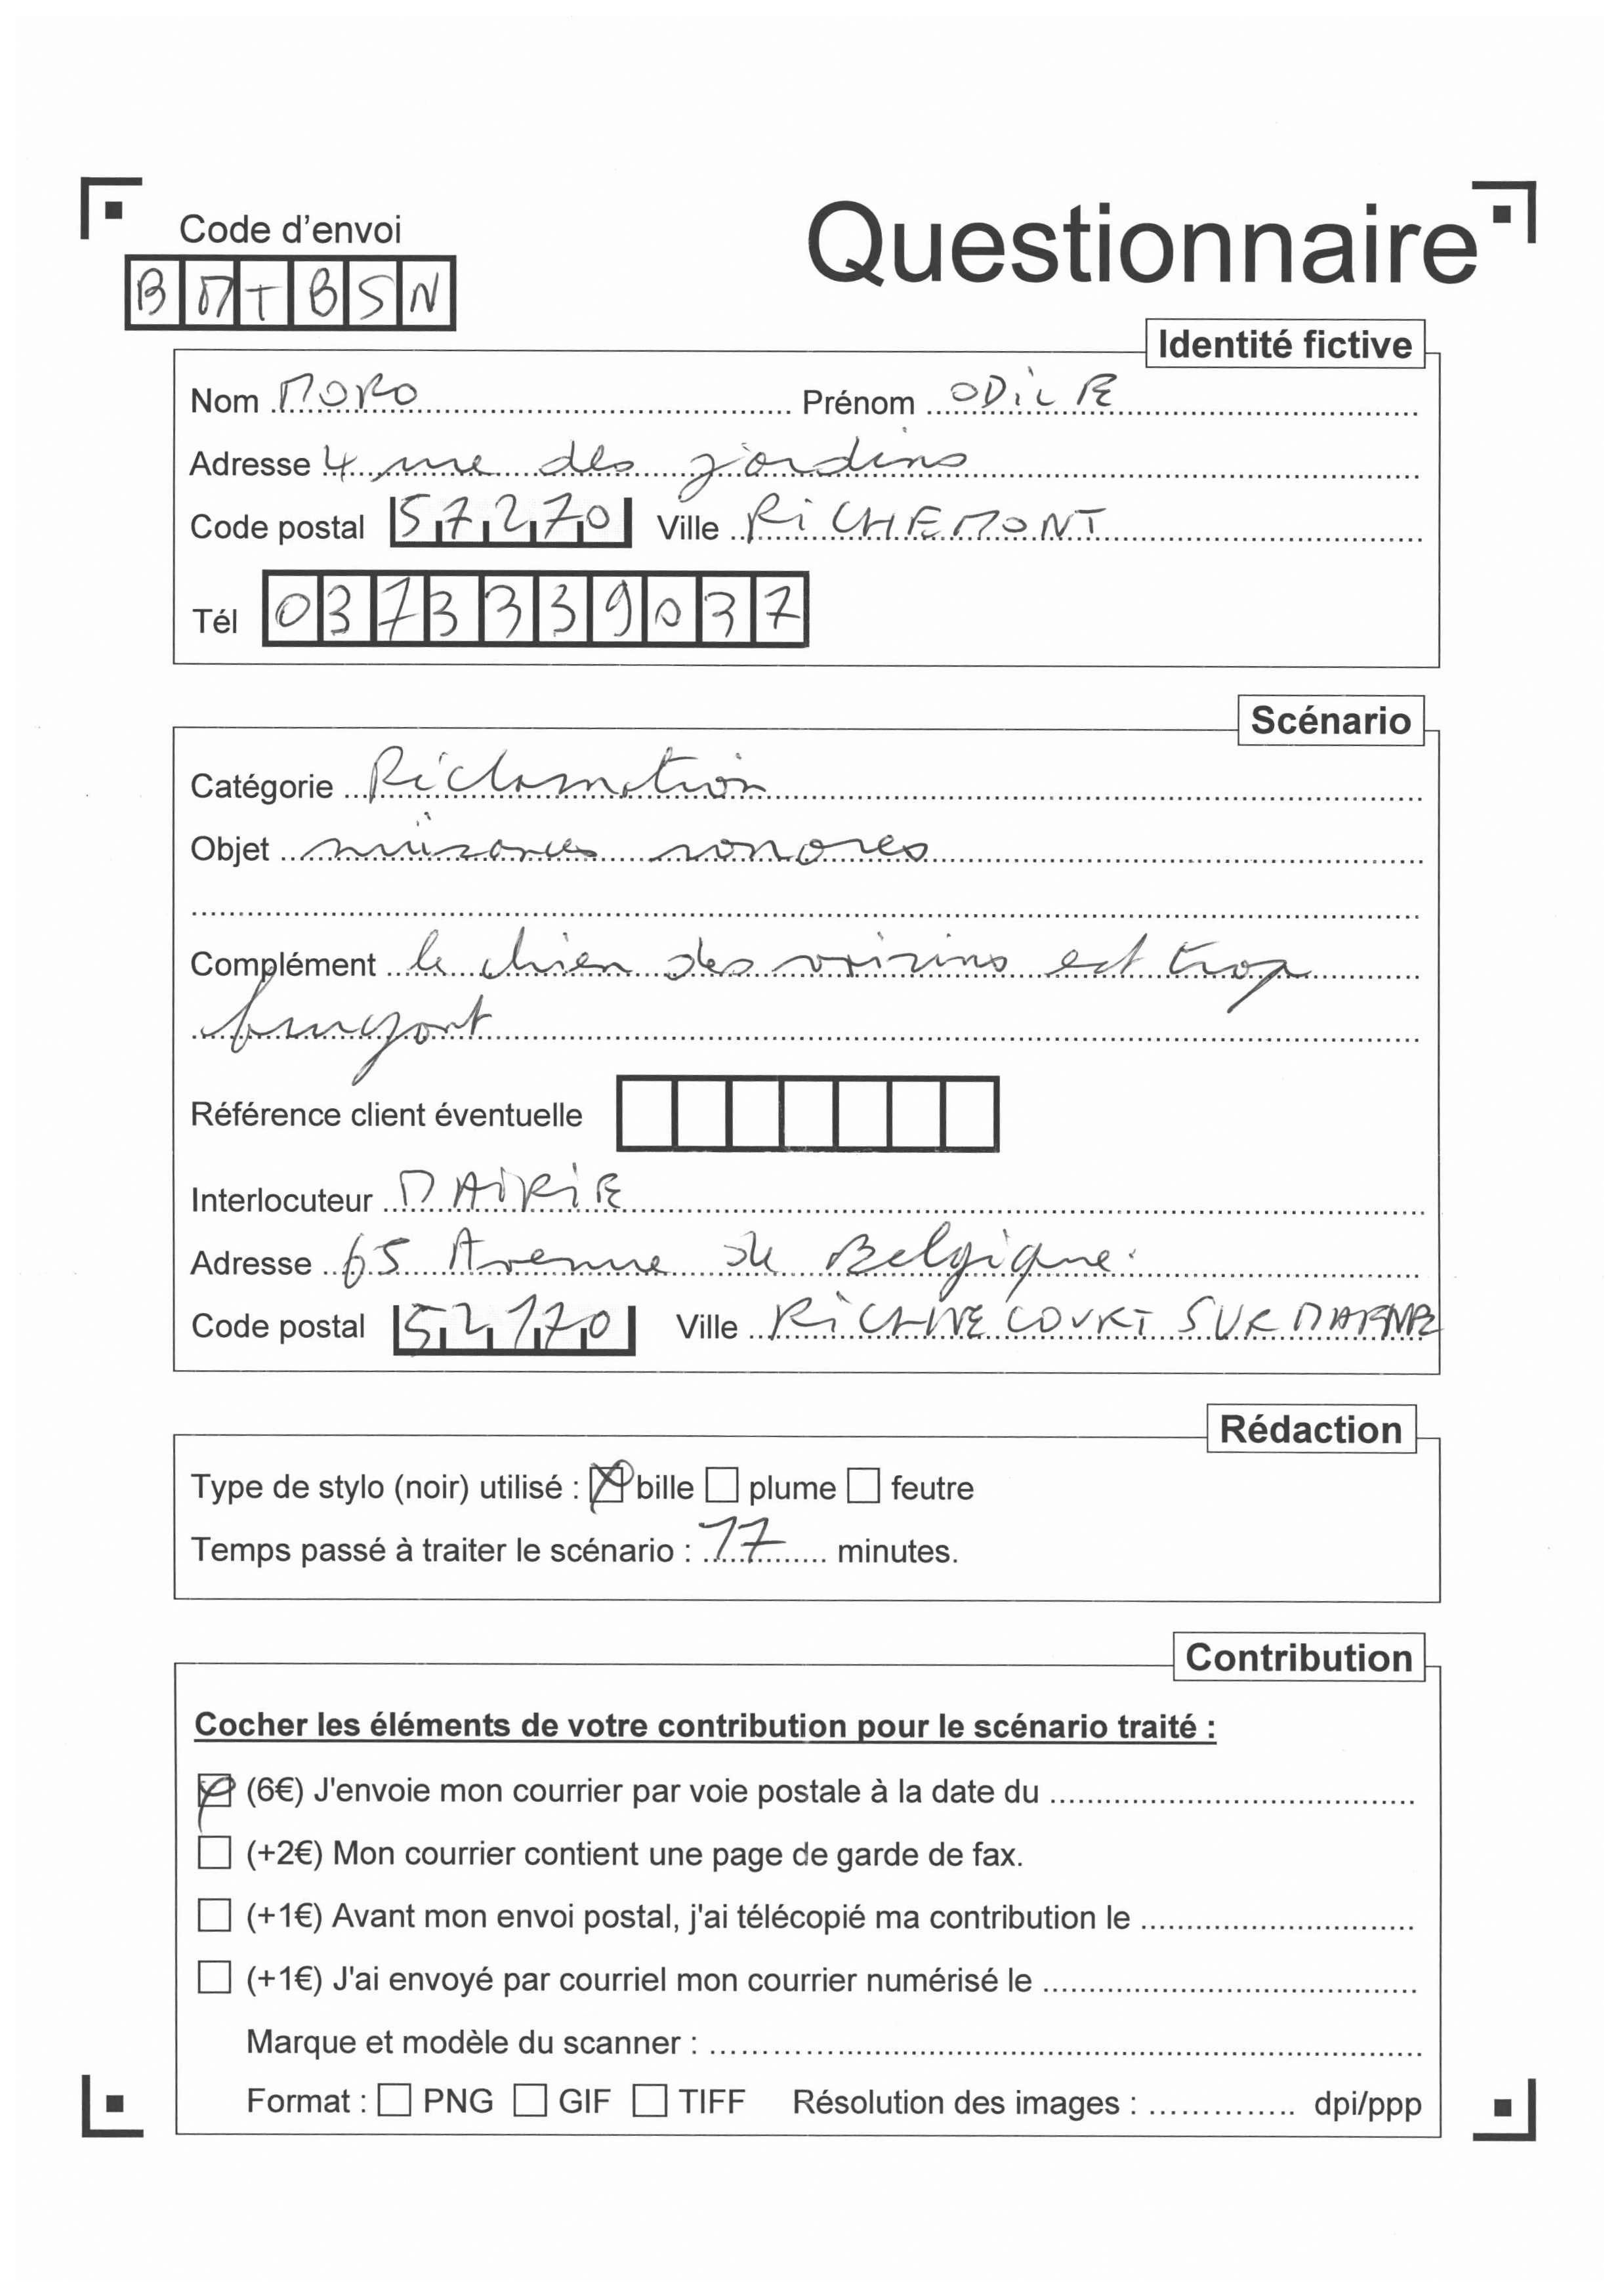 Code d'envoi
Questionnaire
BMTBSN
Identité fictive
Nom MORO Prénom ODILE
Adresse 4 rue des jardins
Code postal 57270 Ville RICHEMONT
Tél 0373339037
Scénario
Catégorie Réclamation
Objet nuisances sonores
Complément le chien des voisins est trop
bruyant
Référence client éventuelle
Interlocuteur MAIRIE
Adresse 65 Avenue de Belgique
Code postal 52170 Ville COURT SUR MARNE
Rédaction
Type de stylo (noir) utilisé : bille plume feutre
Temps passé à traiter le scénario : 17 minutes.
Contribution
Cocher les éléments de votre contribution pour le scénario traité :
(6€) J'envoie mon courrier par voie postale à la date du
(+2€) Mon courrier contient une page de garde de fax.
(+1€) Avant mon envoi postal, j'ai télécopié ma contribution le
(+1€) J'ai envoyé par courriel mon courrier numérisé le
Marque et modèle du scanner :
Format : PNG GIF TIFF Résolution des images : dpi/ppp